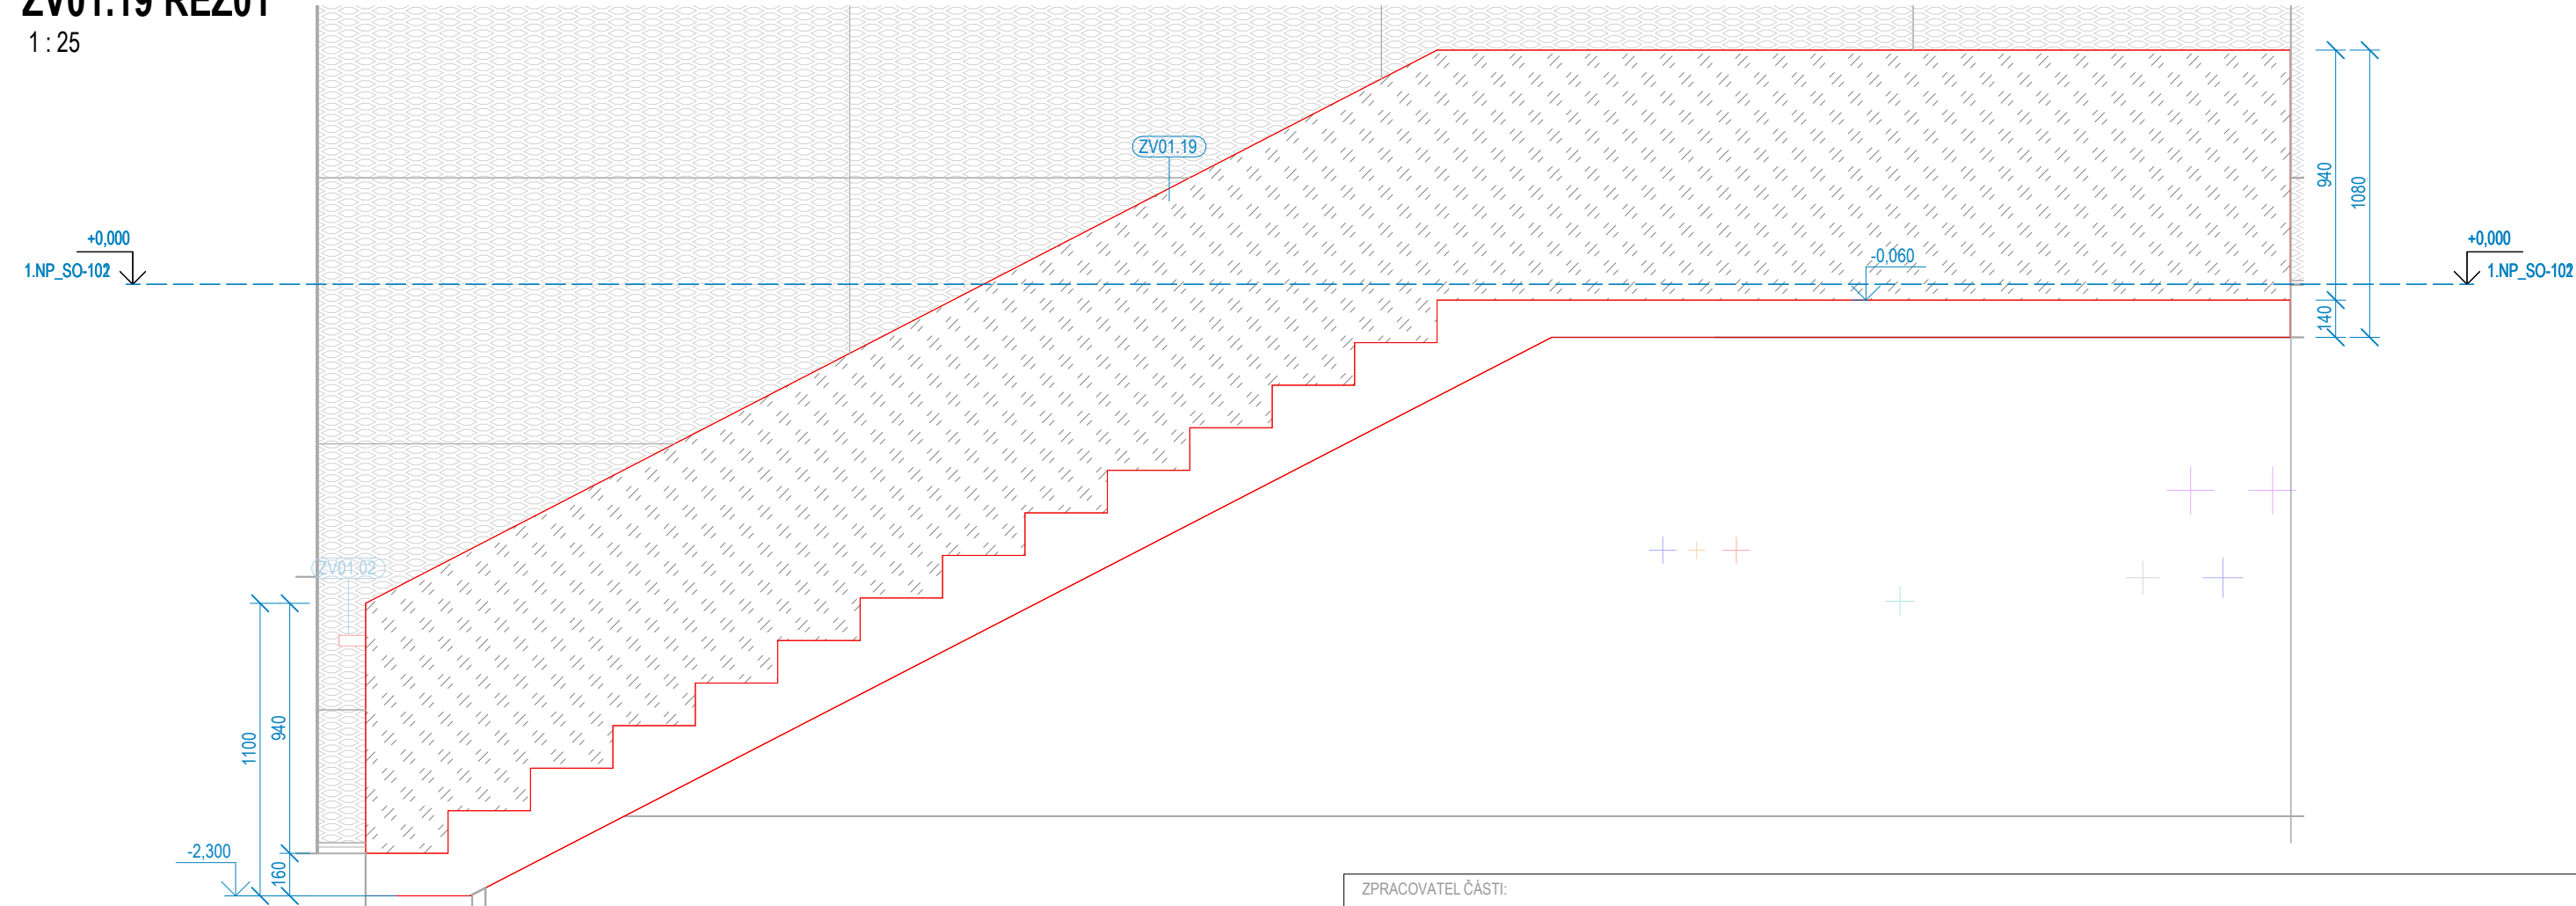 ZV01.19 ŘEZ01
1 : 25
ZV01.19
940
1080
+0,000
1.NP_SO-102
-0,060
+0,000
1.NP_SO-102
140
ZV01.02
1100
940
-2,300
160
ZPRACOVATEL ČÁSTI: